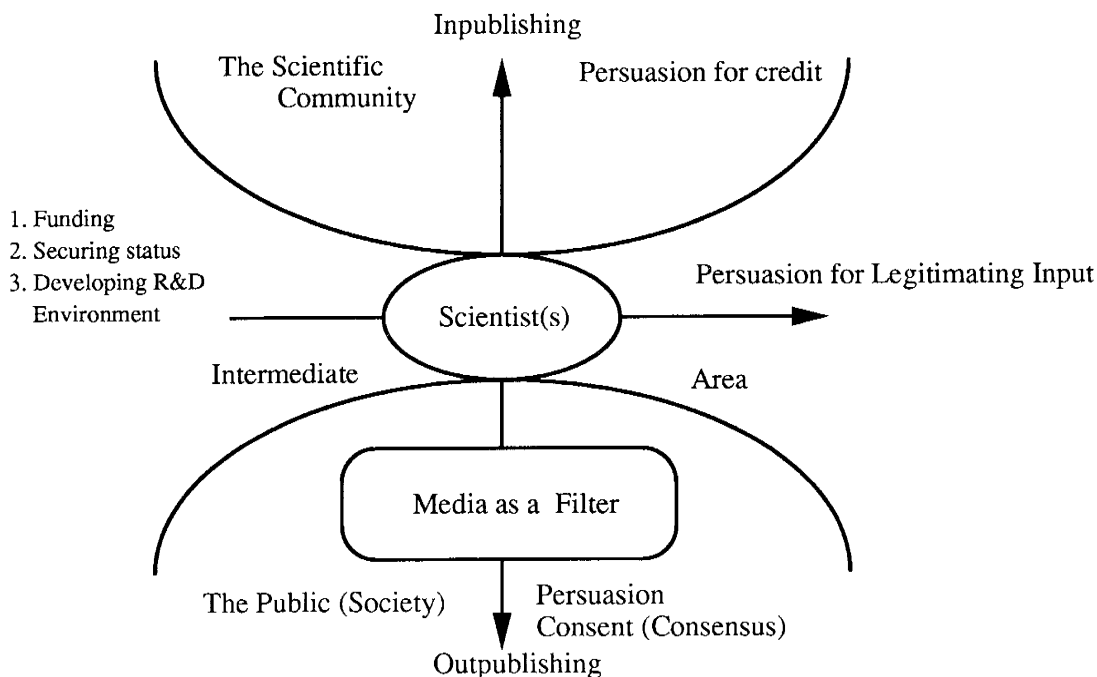 Inpublishing
The Scientific
Community
Persuasion for credit
1. Funding
2. Securing status
3. Developing R&D
Environment
Persuasion for Legitimating Input
Scientist(s)
Intermediate
Area
Media as a Filter
The Public (Society)
Persuasion
Consent (Consensus)
Outpublishing